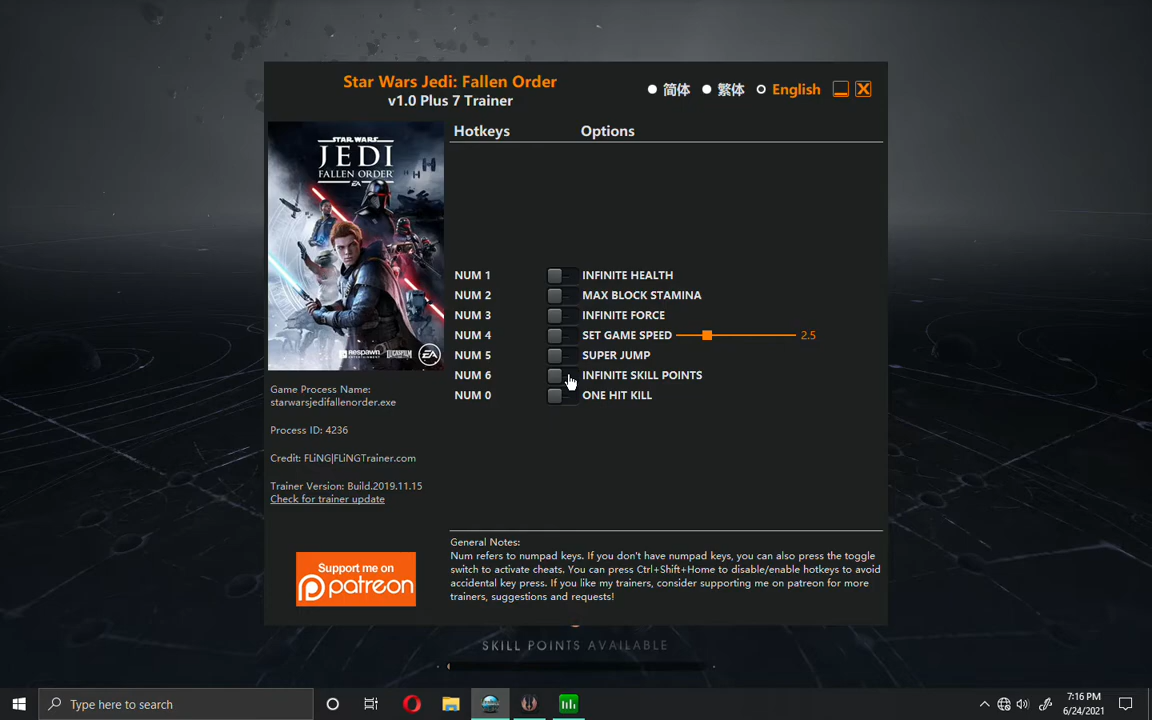 Star Wars Jedi: Fallen Order
v1.0 Plus 7 Trainer
简体 繁体 English
Hotkeys Options
STAR WARS
JEDI
FALLEN ORDER
EA
RESPAWN ENTERTAINMENT LUCASFILM EA
NUM 1 INFINITE HEALTH
NUM 2 MAX BLOCK STAMINA
NUM 3 INFINITE FORCE
NUM 4 SET GAME SPEED 2.5
NUM 5 SUPER JUMP
NUM 6 INFINITE SKILL POINTS
NUM 0 ONE HIT KILL
Game Process Name:
starwarsjedifallenorder.exe
Process ID: 4236
Credit: FLiNG|FLiNGTrainer.com
Trainer Version: Build.2019.11.15
Check for trainer update
Support me on
patreon
General Notes:
Num refers to numpad keys. If you don't have numpad keys, you can also press the toggle
switch to activate cheats. You can press Ctrl+Shift+Home to disable/enable hotkeys to avoid
accidental key press. If you like my trainers, consider supporting me on patreon for more
trainers, suggestions and requests!
SKILL POINTS AVAILABLE
Type here to search
7:16 PM
6/24/2021